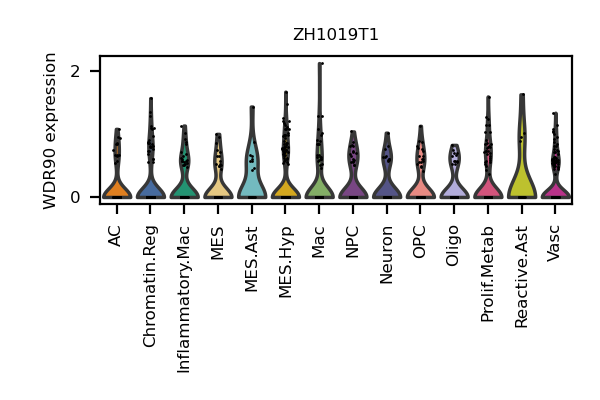 ZH1019T1
WDR90 expression
2
0
AC
Chromatin.Reg
Inflammatory.Mac
MES
MES.Ast
MES.Hyp
Mac
NPC
Neuron
OPC
Oligo
Prolif.Metab
Reactive.Ast
Vasc